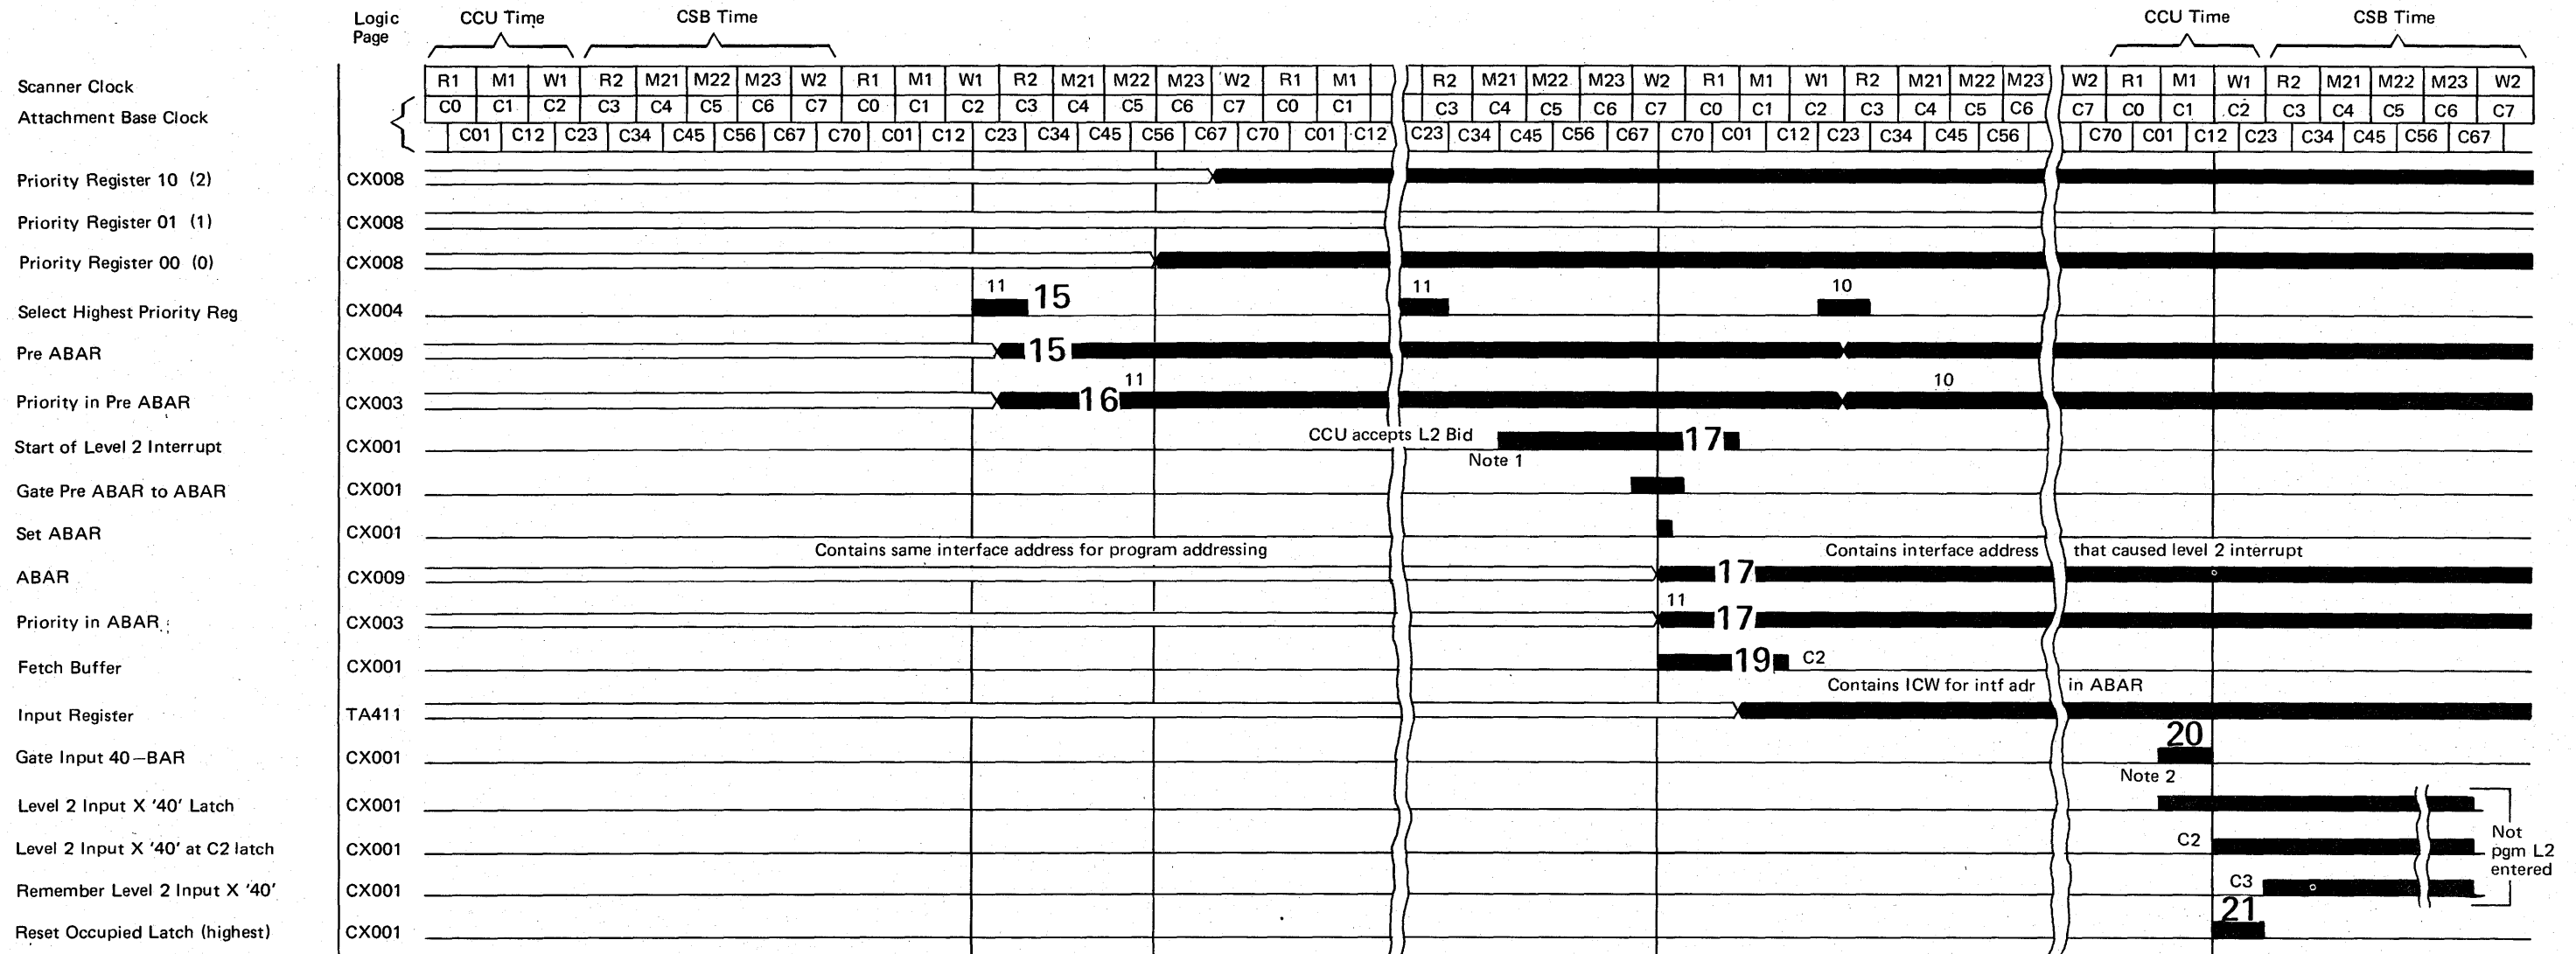 Logic Page CCU Time CSB Time CCU Time CSB Time
Scanner Clock R1 M1 W1 R2 M21 M22 M23 W2 R1 M1 W1 R2 M21 M22 M23 W2 R1 M1 R2 M21 M22 M23 W2 R1 M1 W1 R2 M21 M22 M23 W2 R1 M1 W1 R2 M21 M22 M23 W2
Attachment Base Clock C0 C1 C2 C3 C4 C5 C6 C7 C0 C1 C2 C3 C4 C5 C6 C7 C0 C1 C3 C4 C5 C6 C7 C0 C1 C2 C3 C4 C5 C6 C7 C0 C1 C2 C3 C4 C5 C6 C7
C01 C12 C23 C34 C45 C56 C67 C70 C01 C12 C23 C34 C45 C56 C67 C70 C01 C12 C23 C34 C45 C56 C67 C70 C01 C12 C23 C34 C45 C56 C70 C01 C12 C23 C34 C45 C56 C67
Priority Register 10 (2) CX008
Priority Register 01 (1) CX008
Priority Register 00 (0) CX008
11 11 10
Select Highest Priority Reg CX004 15
Pre ABAR CX009 15
11 10
Priority in Pre ABAR CX003 16
Start of Level 2 Interrupt CX001 CCU accepts L2 Bid 17
Note 1
Gate Pre ABAR to ABAR CX001
Set ABAR CX001
Contains same interface address for program addressing Contains interface address that caused level 2 interrupt
ABAR CX009 17
11
Priority in ABAR CX003 17
Fetch Buffer CX001 19 C2
Contains ICW for intf adr in ABAR
Input Register TA411
20
Gate Input 40–BAR CX001
Note 2
Level 2 Input X '40' Latch CX001
Level 2 Input X '40' at C2 latch CX001 C2
Not
pgm L2
entered
Remember Level 2 Input X '40' CX001 C3
21
Reset Occupied Latch (highest) CX001